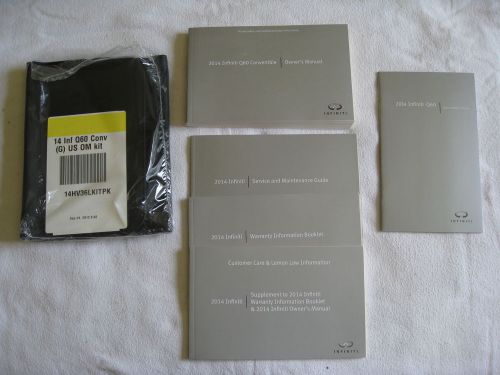 14 Inf Q60 Conv
(G) US OM kit
14HV36LKITPK
2014 Infiniti Q60 Convertible | Owner's Manual
INFINITI
2014 Infiniti | Service and Maintenance Guide
2014 Infiniti | Warranty Information Booklet
Customer Care & Lemon Law Information
2014 Infiniti | Supplement to 2014 Infiniti
Warranty Information Booklet
& 2014 Infiniti Owner's Manual
INFINITI
2014 Infiniti Q60
INFINITI